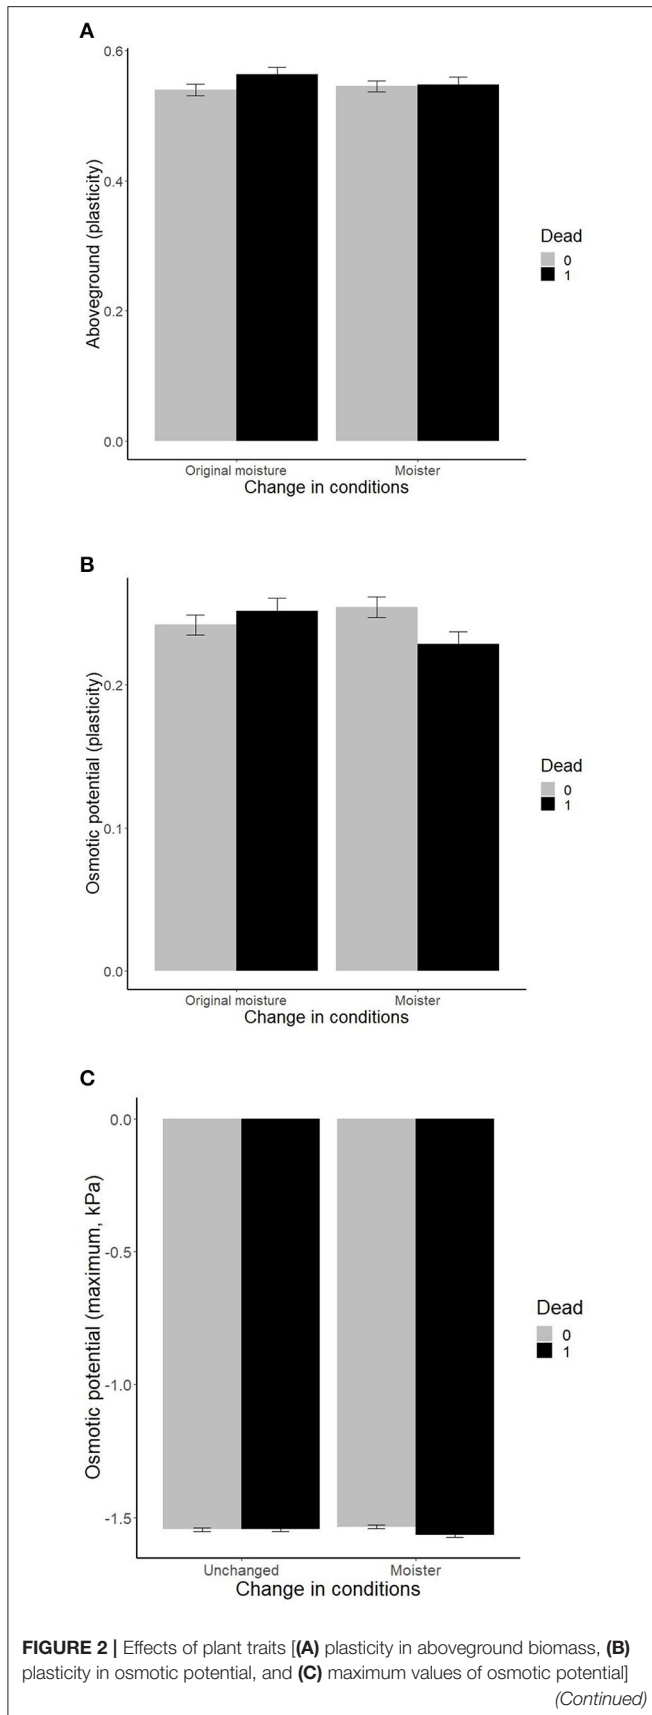 A
0.6
0.4
0.2
0.0
Aboveground (plasticity)
Original moisture
Moister
Change in conditions
Dead
0
1
B
0.2
0.1
0.0
Osmotic potential (plasticity)
Original moisture
Moister
Change in conditions
Dead
0
1
C
0.0
-0.5
-1.0
-1.5
Osmotic potential (maximum, kPa)
Unchanged
Moister
Change in conditions
Dead
0
1
FIGURE 2 | Effects of plant traits [(A) plasticity in aboveground biomass, (B)
plasticity in osmotic potential, and (C) maximum values of osmotic potential]
(Continued)